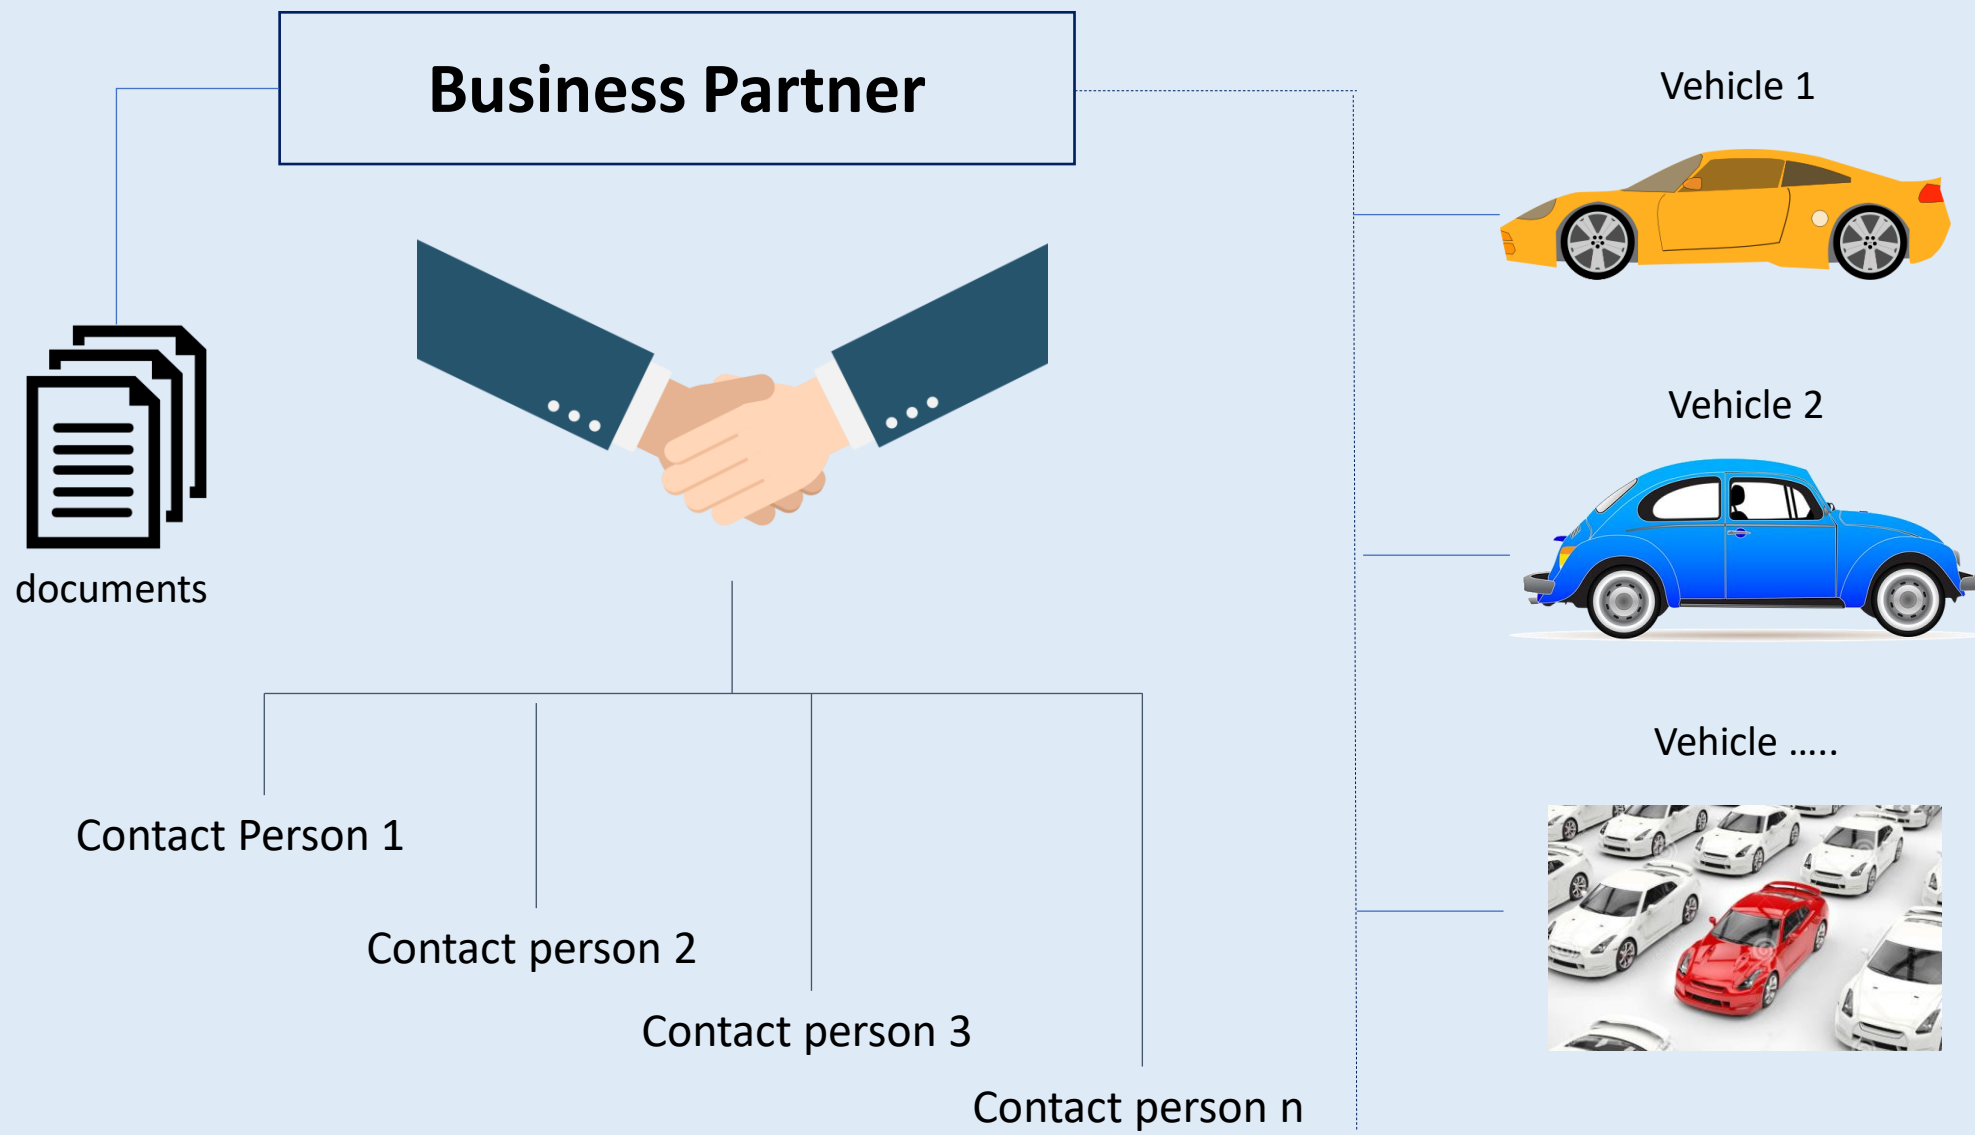 Business Partner
Vehicle 1
Vehicle 2
documents
Vehicle …..
Contact Person 1
Contact person 2
Contact person 3
Contact person n